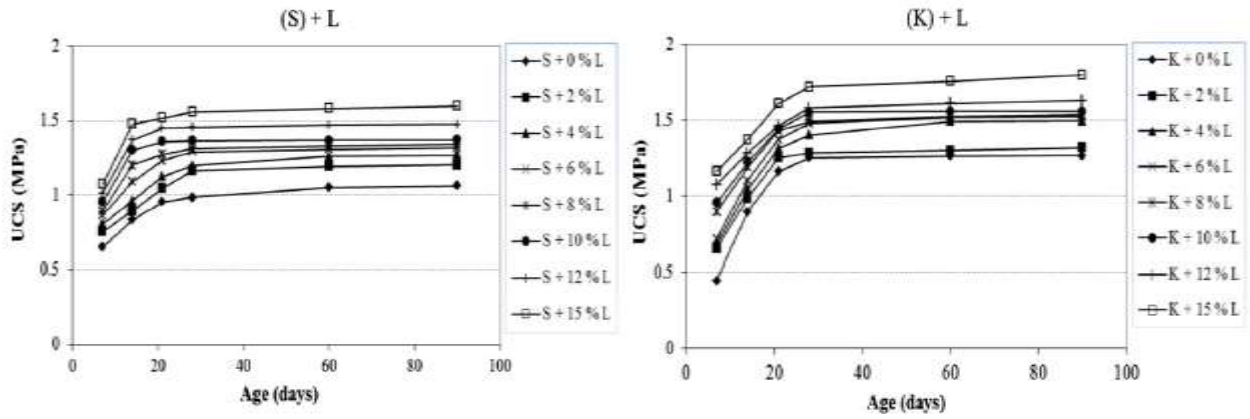 (S) + L
2
1.5
1
0.5
0
UCS (MPa)
0 20 40 60 80 100
Age (days)
S + 0% L
S + 2% L
S + 4% L
S + 6% L
S + 8% L
S + 10% L
S + 12% L
S + 15% L
(K) + L
2
1.5
1
0.5
0
UCS (MPa)
0 20 40 60 80 100
Age (days)
K + 0% L
K + 2% L
K + 4% L
K + 6% L
K + 8% L
K + 10% L
K + 12% L
K + 15% L